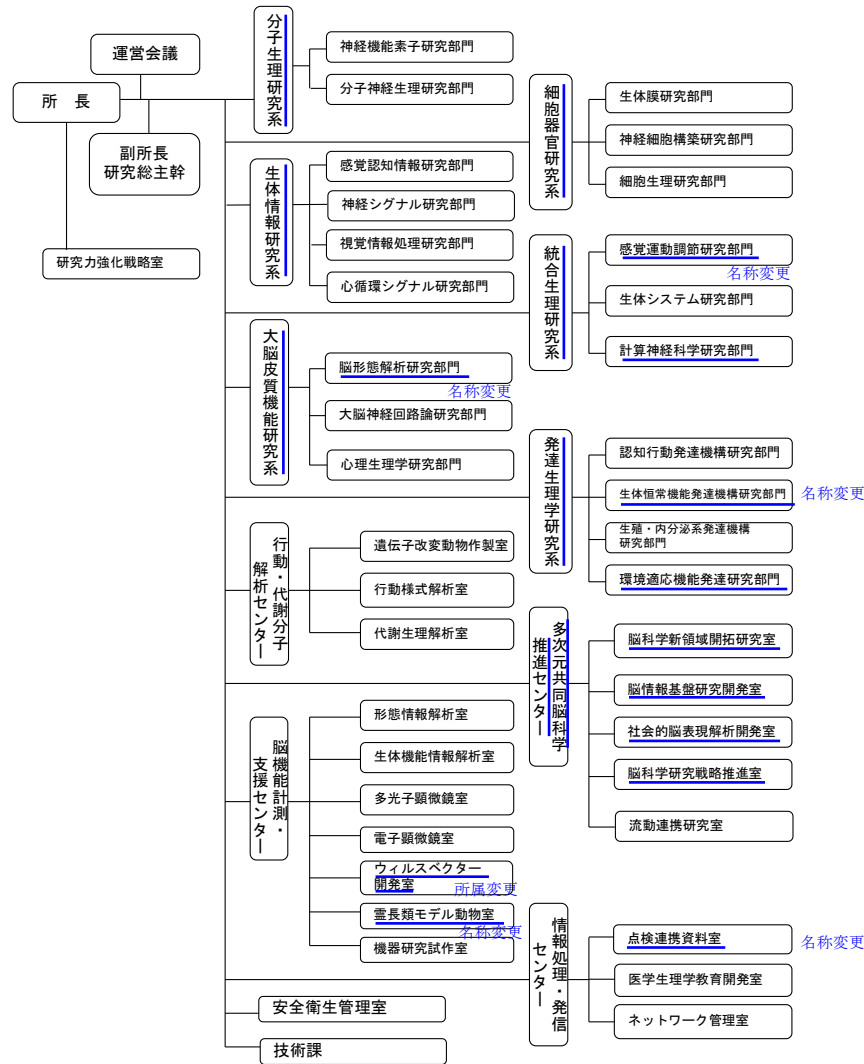 運営会議
所　長
副所長
研究総主幹
研究力強化戦略室
分子生理研究系
神経機能素子研究部門
分子神経生理研究部門
細胞器官研究系
生体膜研究部門
神経細胞構築研究部門
細胞生理研究部門
生体情報研究系
感覚認知情報研究部門
神経シグナル研究部門
視覚情報処理研究部門
心循環シグナル研究部門
統合生理研究系
感覚運動調節研究部門
名称変更
生体システム研究部門
計算神経科学研究部門
大脳皮質機能研究系
脳形態解析研究部門
名称変更
大脳神経回路論研究部門
心理生理学研究部門
発達生理学研究系
認知行動発達機構研究部門
生体恒常機能発達機構研究部門
名称変更
生殖・内分泌系発達機構
研究部門
環境適応機能発達研究部門
行動・代謝分子
解析センター
遺伝子改変動物作製室
行動様式解析室
代謝生理解析室
多次元共同脳科学
推進センター
脳科学新領域開拓研究室
脳情報基盤研究開発室
社会的脳表現解析開発室
脳科学研究戦略推進室
流動連携研究室
脳機能計測・
支援センター
形態情報解析室
生体機能情報解析室
多光子顕微鏡室
電子顕微鏡室
ウィルスベクター
開発室
所属変更
霊長類モデル動物室
名称変更
機器研究試作室
情報処理・発信
センター
点検連携資料室
名称変更
医学生理学教育開発室
ネットワーク管理室
安全衛生管理室
技術課